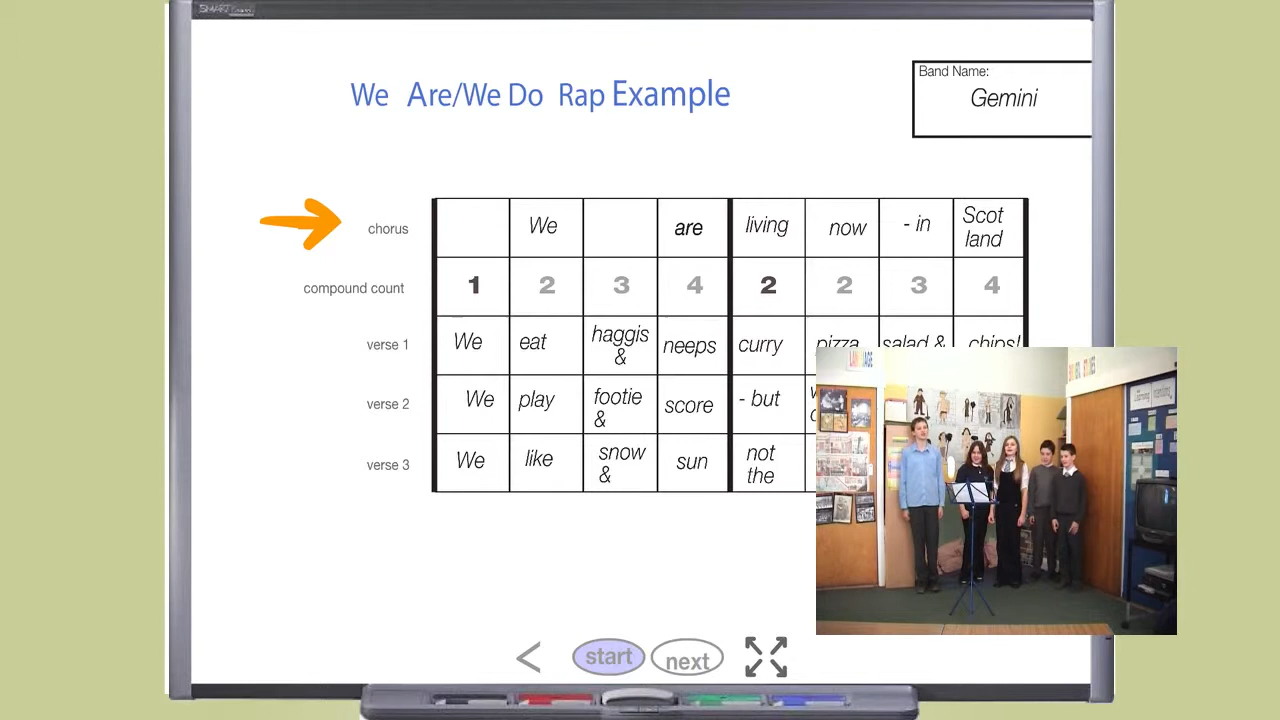 SMART
We Are/We Do Rap Example
Band Name:
Gemini
chorus We are living now - in Scot land
compound count 1 2 3 4 2 2 3 4
verse 1 We eat haggis & neeps curry pizza salad & chips!
verse 2 We play footie & score - but
verse 3 We like snow & sun not the
LANGUAGE
start
next